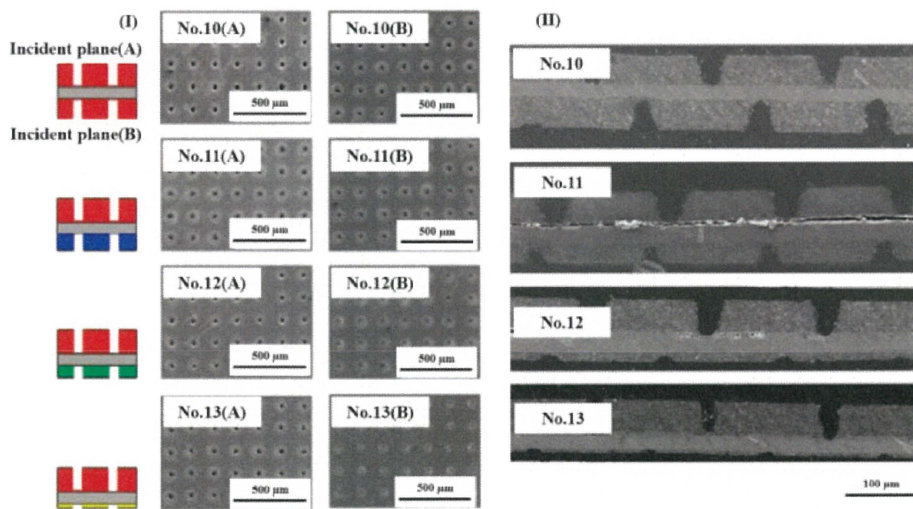 (I)
(II)
Incident plane(A)
Incident plane(B)
No.10(A)
500 μm
No.10(B)
500 μm
No.11(A)
500 μm
No.11(B)
500 μm
No.12(A)
500 μm
No.12(B)
500 μm
No.13(A)
500 μm
No.13(B)
500 μm
No.10
No.11
No.12
No.13
100 μm